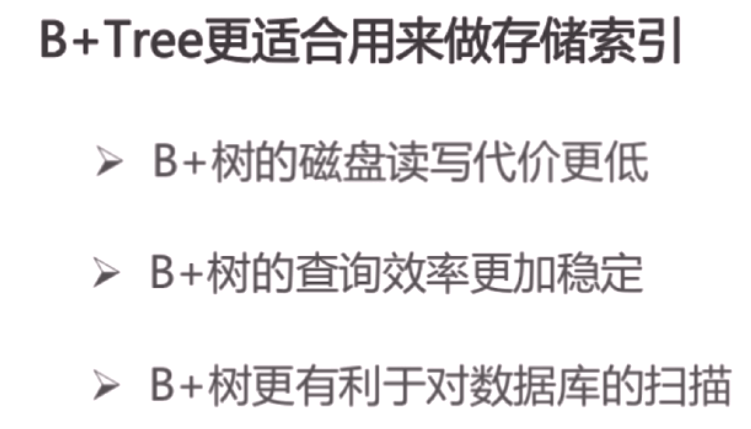 B+Tree更适合用来做存储索引
➢ B+树的磁盘读写代价更低
➢ B+树的查询效率更加稳定
➢ B+树更有利于对数据库的扫描